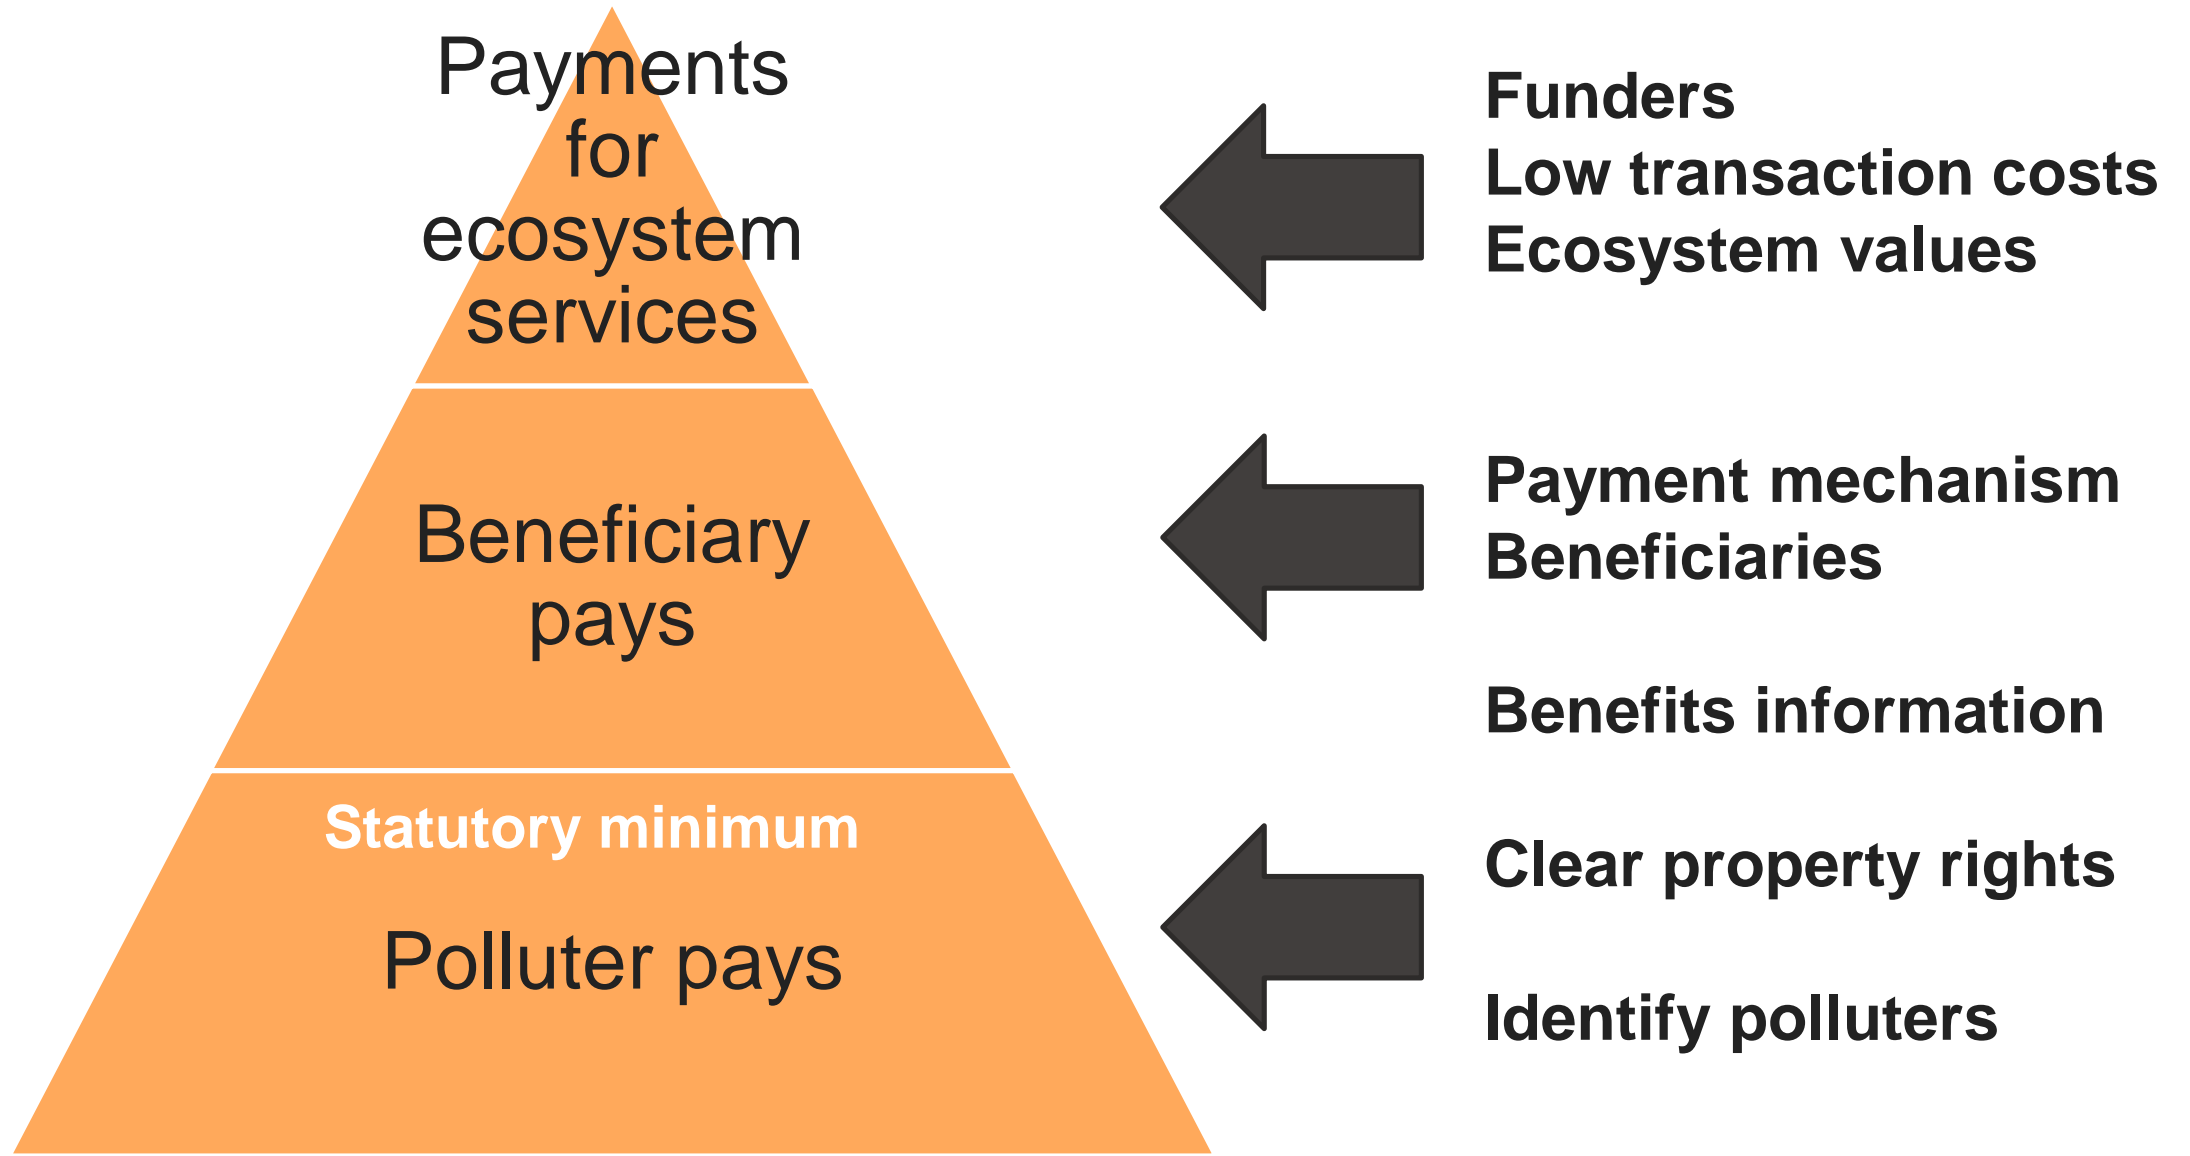 Payments
for
ecosystem
services
Funders
Low transaction costs
Ecosystem values
Beneficiary
pays
Payment mechanism
Beneficiaries
Benefits information
Statutory minimum
Polluter pays
Clear property rights
Identify polluters